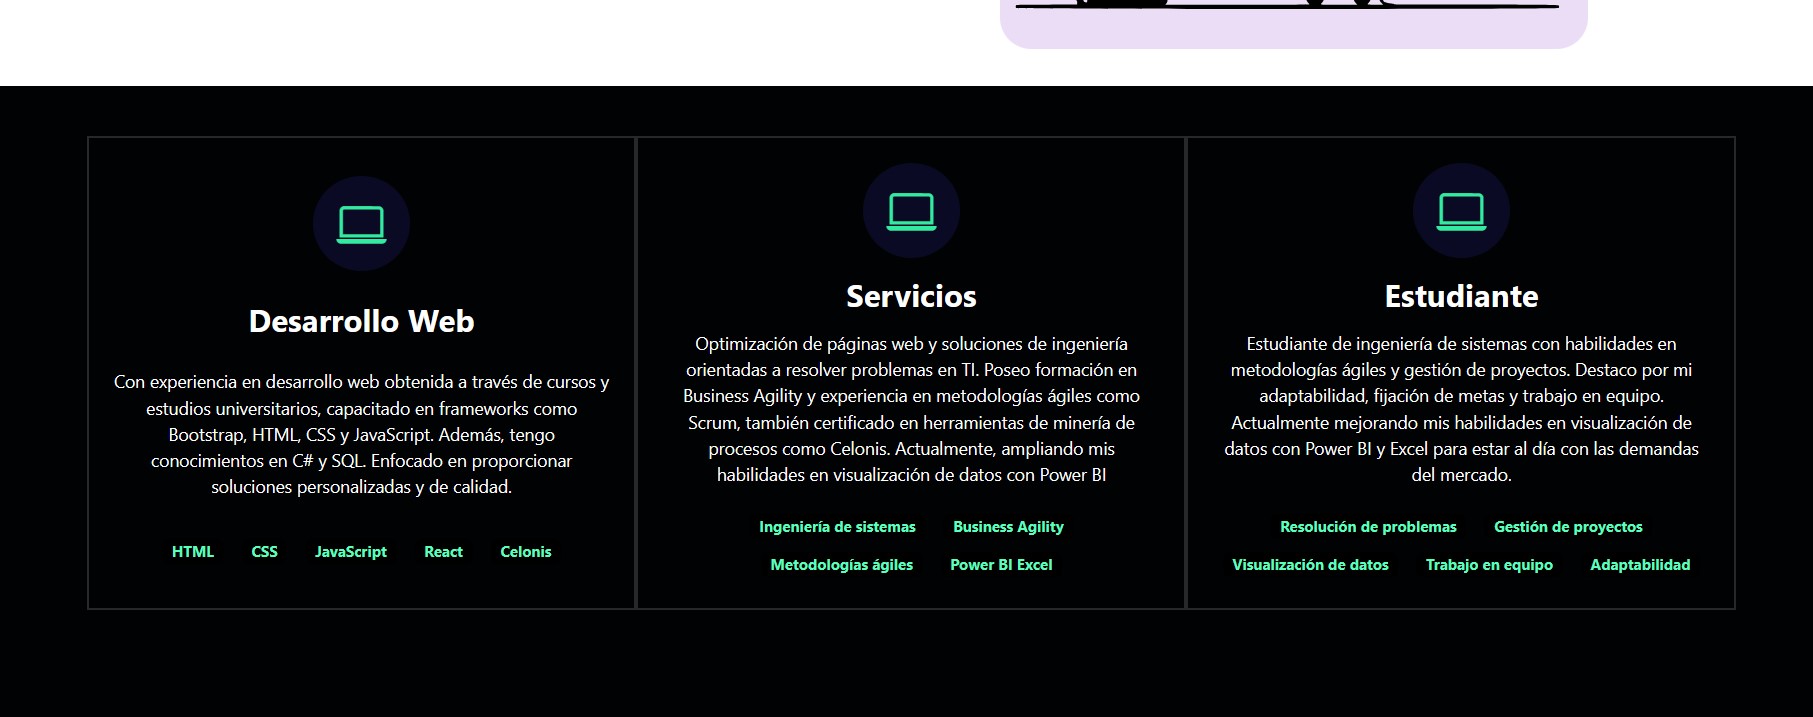 Desarrollo Web
Con experiencia en desarrollo web obtenida a través de cursos y
estudios universitarios, capacitado en frameworks como
Bootstrap, HTML, CSS y JavaScript. Además, tengo
conocimientos en C# y SQL. Enfocado en proporcionar
soluciones personalizadas y de calidad.
HTML CSS JavaScript React Celonis
Servicios
Optimización de páginas web y soluciones de ingeniería
orientadas a resolver problemas en TI. Poseo formación en
Business Agility y experiencia en metodologías ágiles como
Scrum, también certificado en herramientas de minería de
procesos como Celonis. Actualmente, ampliando mis
habilidades en visualización de datos con Power BI
Ingeniería de sistemas Business Agility
Metodologías ágiles Power BI Excel
Estudiante
Estudiante de ingeniería de sistemas con habilidades en
metodologías ágiles y gestión de proyectos. Destaco por mi
adaptabilidad, fijación de metas y trabajo en equipo.
Actualmente mejorando mis habilidades en visualización de
datos con Power BI y Excel para estar al día con las demandas
del mercado.
Resolución de problemas Gestión de proyectos
Visualización de datos Trabajo en equipo Adaptabilidad